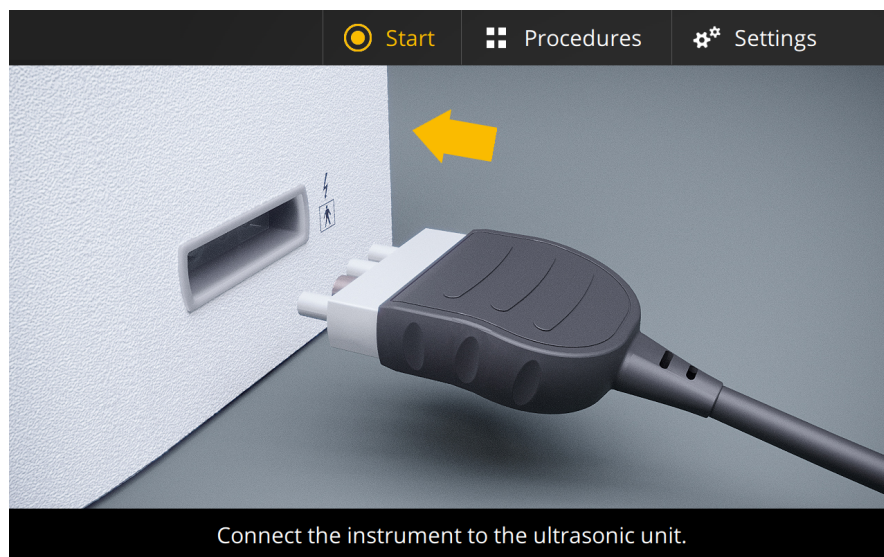 Start
Procedures
Settings
Connect the instrument to the ultrasonic unit.